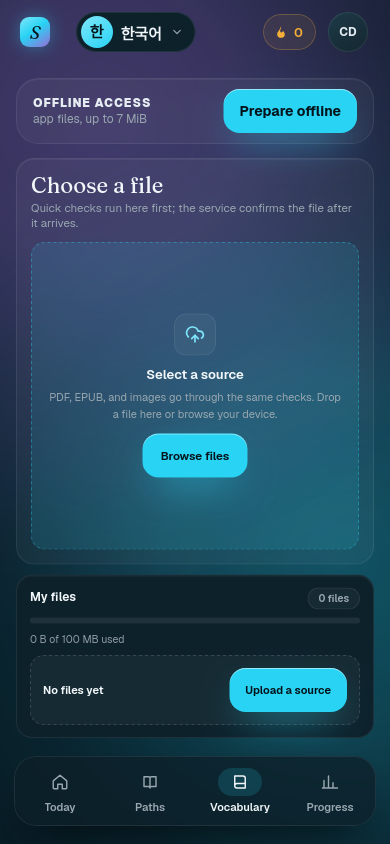 S
한 한국어
0
CD
OFFLINE ACCESS
app files, up to 7 MiB
Prepare offline
Choose a file
Quick checks run here first; the service confirms the file after
it arrives.
Select a source
PDF, EPUB, and images go through the same checks. Drop
a file here or browse your device.
Browse files
My files
0 files
0 B of 100 MB used
No files yet
Upload a source
Today
Paths
Vocabulary
Progress